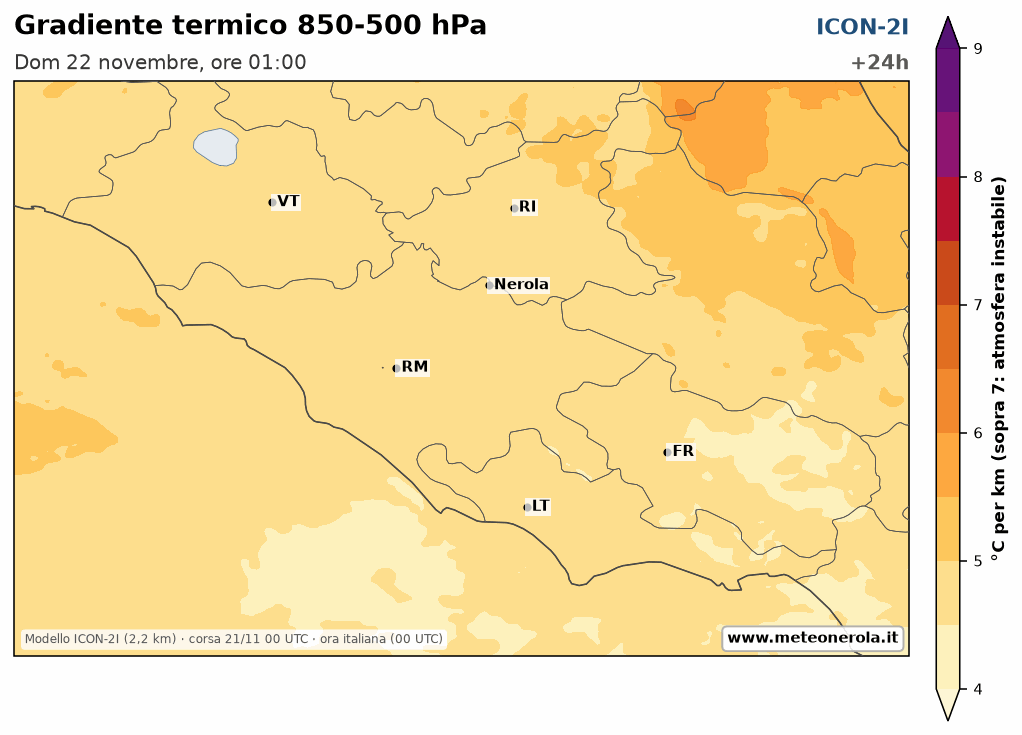 Gradiente termico 850-500 hPa
ICON-2I
Dom 22 novembre, ore 01:00
+24h
VT
RI
Nerola
RM
FR
LT
Modello ICON-2I (2,2 km) · corsa 21/11 00 UTC · ora italiana (00 UTC)
www.meteonerola.it
9
8
7
6
5
4
°C per km (sopra 7: atmosfera instabile)